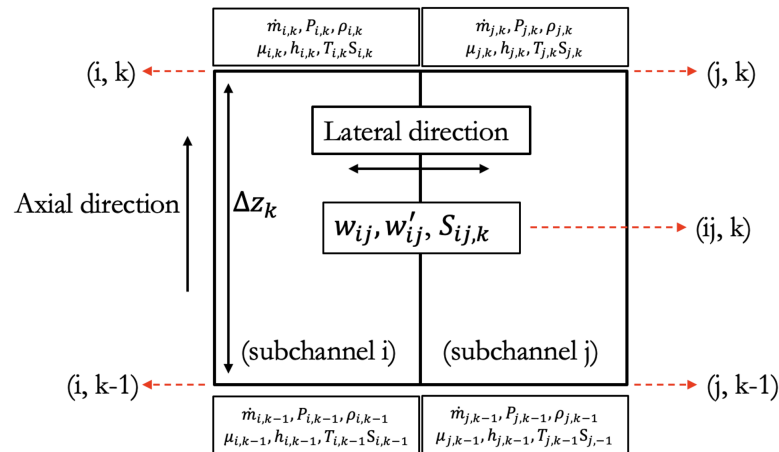 ṁ_{i,k}, P_{i,k}, ρ_{i,k}
μ_{i,k}, h_{i,k}, T_{i,k}S_{i,k}
ṁ_{j,k}, P_{j,k}, ρ_{j,k}
μ_{j,k}, h_{j,k}, T_{j,k}S_{j,k}
(i, k)
(j, k)
Lateral direction
Axial direction
Δz_k
w_{ij}, w'_{ij}, S_{ij,k}
(ij, k)
(subchannel i)
(subchannel j)
(i, k-1)
(j, k-1)
ṁ_{i,k−1}, P_{i,k−1}, ρ_{i,k−1}
μ_{i,k−1}, h_{i,k−1}, T_{i,k−1}S_{i,k−1}
ṁ_{j,k−1}, P_{j,k−1}, ρ_{j,k−1}
μ_{j,k−1}, h_{j,k−1}, T_{j,k−1}S_{j,−1}